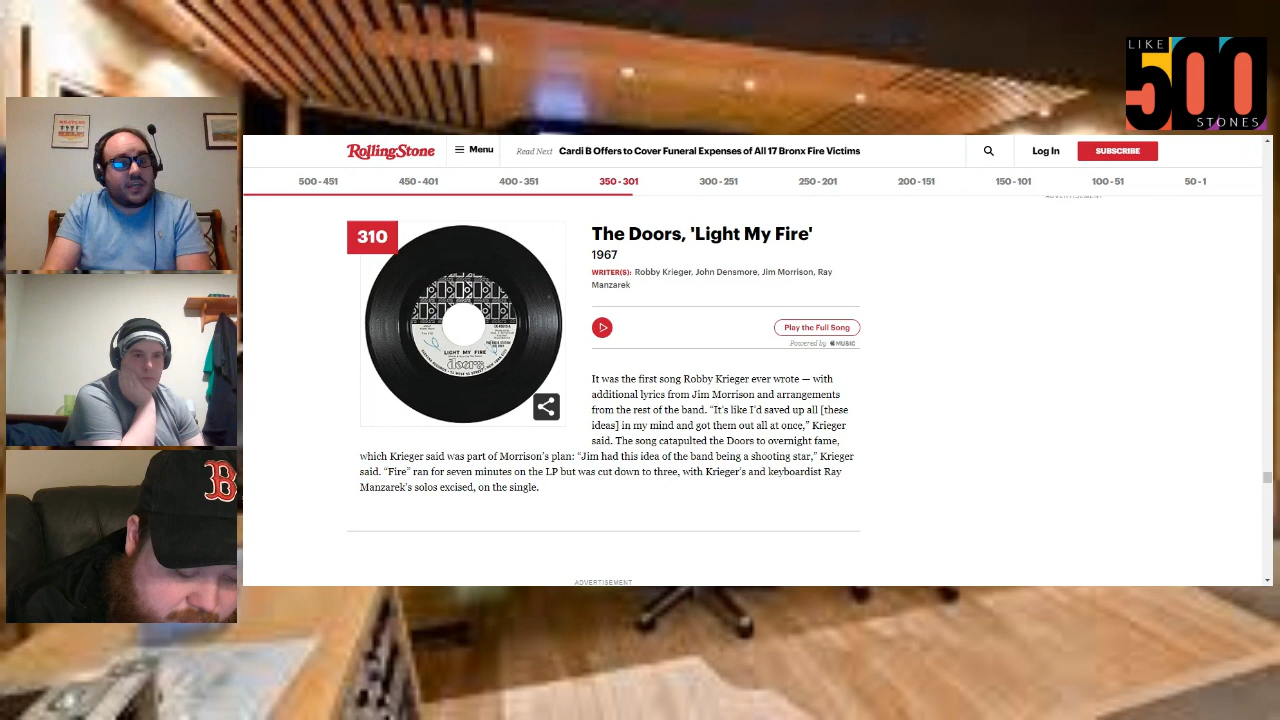 LIKE
500
STONES
BEATLES
RollingStone
Menu
Read Next Cardi B Offers to Cover Funeral Expenses of All 17 Bronx Fire Victims
Log In
SUBSCRIBE
500 - 451
450 - 401
400 - 351
350 - 301
300 - 251
250 - 201
200 - 151
150 - 101
100 - 51
50 - 1
ADVERTISEMENT
310
LIGHT MY FIRE
doors
The Doors, 'Light My Fire'
1967
WRITER(S): Robby Krieger, John Densmore, Jim Morrison, Ray
Manzarek
Play the Full Song
Powered by MUSIC
It was the first song Robby Krieger ever wrote — with
additional lyrics from Jim Morrison and arrangements
from the rest of the band. “It’s like I’d saved up all [these
ideas] in my mind and got them out all at once,” Krieger
said. The song catapulted the Doors to overnight fame,
which Krieger said was part of Morrison’s plan: “Jim had this idea of the band being a shooting star,” Krieger
said. “Fire” ran for seven minutes on the LP but was cut down to three, with Krieger’s and keyboardist Ray
Manzarek’s solos excised, on the single.
ADVERTISEMENT
B